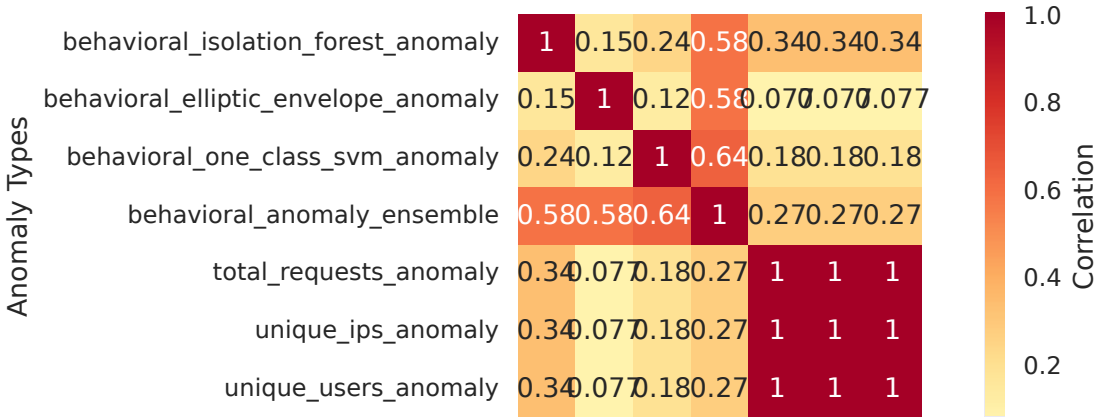 Anomaly Types
behavioral_isolation_forest_anomaly 1 0.15 0.24 0.58 0.34 0.34 0.34
behavioral_elliptic_envelope_anomaly 0.15 1 0.12 0.58 0.077 0.077 0.077
behavioral_one_class_svm_anomaly 0.24 0.12 1 0.64 0.18 0.18 0.18
behavioral_anomaly_ensemble 0.58 0.58 0.64 1 0.27 0.27 0.27
total_requests_anomaly 0.34 0.077 0.18 0.27 1 1 1
unique_ips_anomaly 0.34 0.077 0.18 0.27 1 1 1
unique_users_anomaly 0.34 0.077 0.18 0.27 1 1 1
1.0
0.8
0.6
0.4
0.2
Correlation